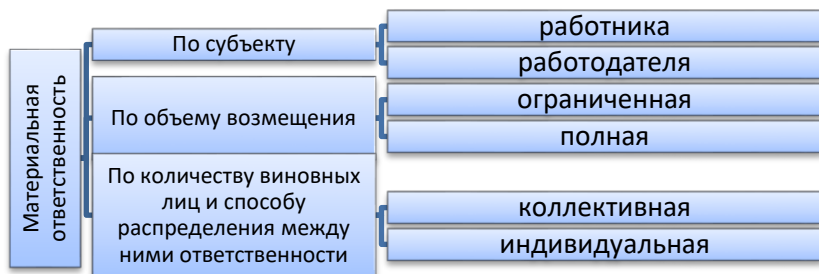 Материальная
ответственность
По субъекту
работника
работодателя
По объему возмещения
ограниченная
полная
По количеству виновных
лиц и способу
распределения между
ними ответственности
коллективная
индивидуальная